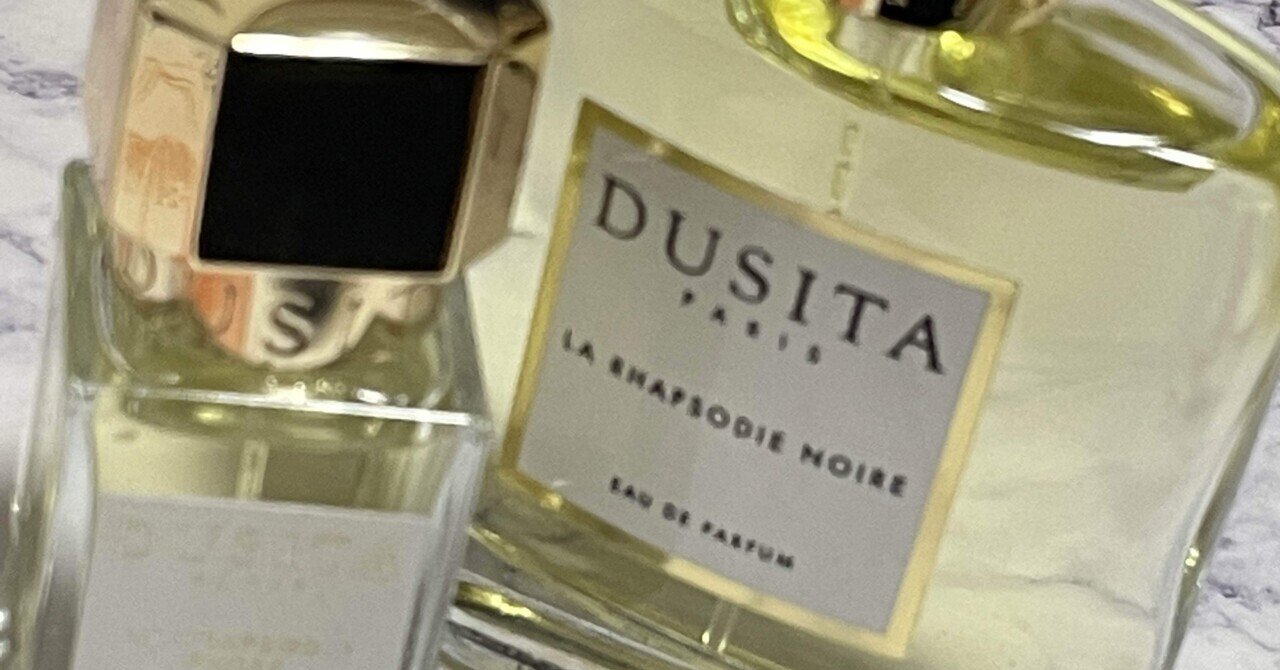 DUSITA
PARIS
LA RHAPSODIE NOIRE
EAU DE PARFUM